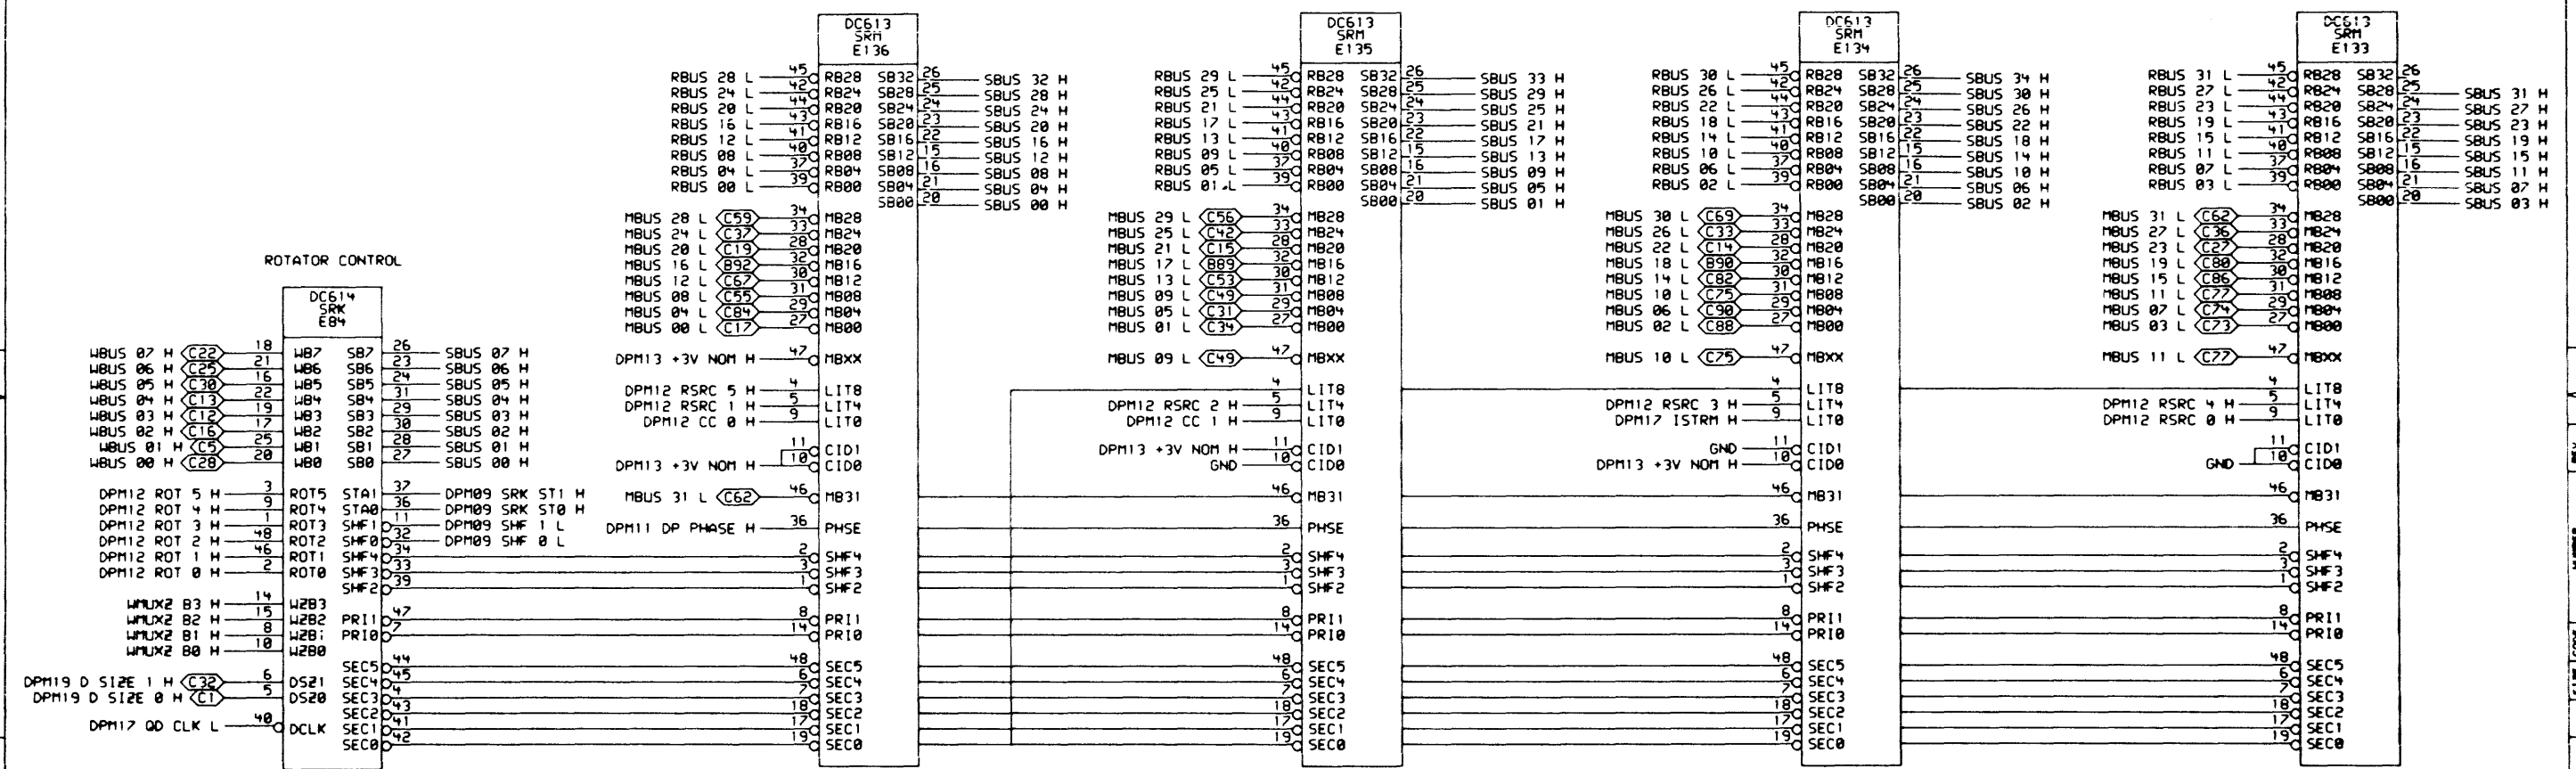 ROTATOR CONTROL
DC614
SRK
E84
WBUS 07 H C22 18 WB7 SB7 26 SBUS 07 H
WBUS 06 H C25 21 WB6 SB6 23 SBUS 06 H
WBUS 05 H C30 16 WB5 SB5 24 SBUS 05 H
WBUS 04 H C13 22 WB4 SB4 31 SBUS 04 H
WBUS 03 H C12 19 WB3 SB3 29 SBUS 03 H
WBUS 02 H C16 17 WB2 SB2 30 SBUS 02 H
WBUS 01 H C5 25 WB1 SB1 28 SBUS 01 H
WBUS 00 H C28 20 WB0 SB0 27 SBUS 00 H
DPM12 ROT 5 H 3 ROT5 STA1 37 DPM09 SRK ST1 H
DPM12 ROT 4 H 9 ROT4 STA0 36 DPM09 SRK ST0 H
DPM12 ROT 3 H 1 ROT3 SHF1 11 DPM09 SHF 1 L
DPM12 ROT 2 H 48 ROT2 SHF0 32 DPM09 SHF 0 L
DPM12 ROT 1 H 46 ROT1 SHF4 34
DPM12 ROT 0 H 2 ROT0 SHF3 33
SHF2 39
WMUX2 B3 H 14 W2B3
WMUX2 B2 H 15 W2B2 PRI1 47
WMUX2 B1 H 8 W2B1 PRI0 7
WMUX2 B0 H 10 W2B0
SEC5 44
DPM19 D SIZE 1 H C32 6 DS21 SEC4 45
DPM19 D SIZE 0 H C1 5 DS20 SEC3 4
SEC2 43
DPM17 QD CLK L 40 DCLK SEC1 41
SEC0 42
DC613
SRM
E136
RBUS 28 L 45 RB28 SB32 26 SBUS 32 H
RBUS 24 L 42 RB24 SB28 25 SBUS 28 H
RBUS 20 L 44 RB20 SB24 24 SBUS 24 H
RBUS 16 L 43 RB16 SB20 23 SBUS 20 H
RBUS 12 L 41 RB12 SB16 22 SBUS 16 H
RBUS 08 L 40 RB08 SB12 15 SBUS 12 H
RBUS 04 L 37 RB04 SB08 16 SBUS 08 H
RBUS 00 L 39 RB00 SB04 21 SBUS 04 H
SB00 20 SBUS 00 H
MBUS 28 L C59 34 MB28
MBUS 24 L C37 33 MB24
MBUS 20 L C19 28 MB20
MBUS 16 L B92 32 MB16
MBUS 12 L C67 30 MB12
MBUS 08 L C55 31 MB08
MBUS 04 L C84 29 MB04
MBUS 00 L C17 27 MB00
DPM13 +3V NOM H 47 MBXX
DPM12 RSRC 5 H 4 LIT8
DPM12 RSRC 1 H 5 LIT4
DPM12 CC 0 H 9 LIT0
11 CID1
DPM13 +3V NOM H 10 CID0
MBUS 31 L C62 46 MB31
DPM11 DP PHASE H 36 PHSE
2 SHF4
3 SHF3
1 SHF2
8 PRI1
14 PRI0
48 SEC5
6 SEC4
7 SEC3
18 SEC2
17 SEC1
19 SEC0
DC613
SRM
E135
RBUS 29 L 45 RB28 SB32 26 SBUS 33 H
RBUS 25 L 42 RB24 SB28 25 SBUS 29 H
RBUS 21 L 44 RB20 SB24 24 SBUS 25 H
RBUS 17 L 43 RB16 SB20 23 SBUS 21 H
RBUS 13 L 41 RB12 SB16 22 SBUS 17 H
RBUS 09 L 40 RB08 SB12 15 SBUS 13 H
RBUS 05 L 37 RB04 SB08 16 SBUS 09 H
RBUS 01 L 39 RB00 SB04 21 SBUS 05 H
SB00 20 SBUS 01 H
MBUS 29 L C56 34 MB28
MBUS 25 L C42 33 MB24
MBUS 21 L C15 28 MB20
MBUS 17 L B89 32 MB16
MBUS 13 L C53 30 MB12
MBUS 09 L C49 31 MB08
MBUS 05 L C31 29 MB04
MBUS 01 L C34 27 MB00
MBUS 09 L C49 47 MBXX
4 LIT8
DPM12 RSRC 2 H 5 LIT4
DPM12 CC 1 H 9 LIT0
DPM13 +3V NOM H 11 CID1
GND 10 CID0
46 MB31
36 PHSE
2 SHF4
3 SHF3
1 SHF2
8 PRI1
14 PRI0
48 SEC5
6 SEC4
7 SEC3
18 SEC2
17 SEC1
19 SEC0
DC613
SRM
E134
RBUS 30 L 45 RB28 SB32 26 SBUS 34 H
RBUS 26 L 42 RB24 SB28 25 SBUS 30 H
RBUS 22 L 44 RB20 SB24 24 SBUS 26 H
RBUS 18 L 43 RB16 SB20 23 SBUS 22 H
RBUS 14 L 41 RB12 SB16 22 SBUS 18 H
RBUS 10 L 40 RB08 SB12 15 SBUS 14 H
RBUS 06 L 37 RB04 SB08 16 SBUS 10 H
RBUS 02 L 39 RB00 SB04 21 SBUS 06 H
SB00 20 SBUS 02 H
MBUS 30 L C69 34 MB28
MBUS 26 L C33 33 MB24
MBUS 22 L C14 28 MB20
MBUS 18 L B90 32 MB16
MBUS 14 L C82 30 MB12
MBUS 10 L C75 31 MB08
MBUS 06 L C90 29 MB04
MBUS 02 L C88 27 MB00
MBUS 10 L C75 47 MBXX
4 LIT8
DPM12 RSRC 3 H 5 LIT4
DPM17 ISTRM H 9 LIT0
GND 11 CID1
DPM13 +3V NOM H 10 CID0
46 MB31
36 PHSE
2 SHF4
3 SHF3
1 SHF2
8 PRI1
14 PRI0
48 SEC5
6 SEC4
7 SEC3
18 SEC2
17 SEC1
19 SEC0
DC613
SRM
E133
RBUS 31 L 45 RB28 SB32 26
RBUS 27 L 42 RB24 SB28 25 SBUS 31 H
RBUS 23 L 44 RB20 SB24 24 SBUS 27 H
RBUS 19 L 43 RB16 SB20 23 SBUS 23 H
RBUS 15 L 41 RB12 SB16 22 SBUS 19 H
RBUS 11 L 40 RB08 SB12 15 SBUS 15 H
RBUS 07 L 37 RB04 SB08 16 SBUS 11 H
RBUS 03 L 39 RB00 SB04 21 SBUS 07 H
SB00 20 SBUS 03 H
MBUS 31 L C62 34 MB28
MBUS 27 L C36 33 MB24
MBUS 23 L C27 28 MB20
MBUS 19 L C80 32 MB16
MBUS 15 L C86 30 MB12
MBUS 11 L C77 31 MB08
MBUS 07 L C74 29 MB04
MBUS 03 L C73 27 MB00
MBUS 11 L C77 47 MBXX
4 LIT8
DPM12 RSRC 4 H 5 LIT4
DPM12 RSRC 0 H 9 LIT0
11 CID1
GND 10 CID0
46 MB31
36 PHSE
2 SHF4
3 SHF3
1 SHF2
8 PRI1
14 PRI0
48 SEC5
6 SEC4
7 SEC3
18 SEC2
17 SEC1
19 SEC0